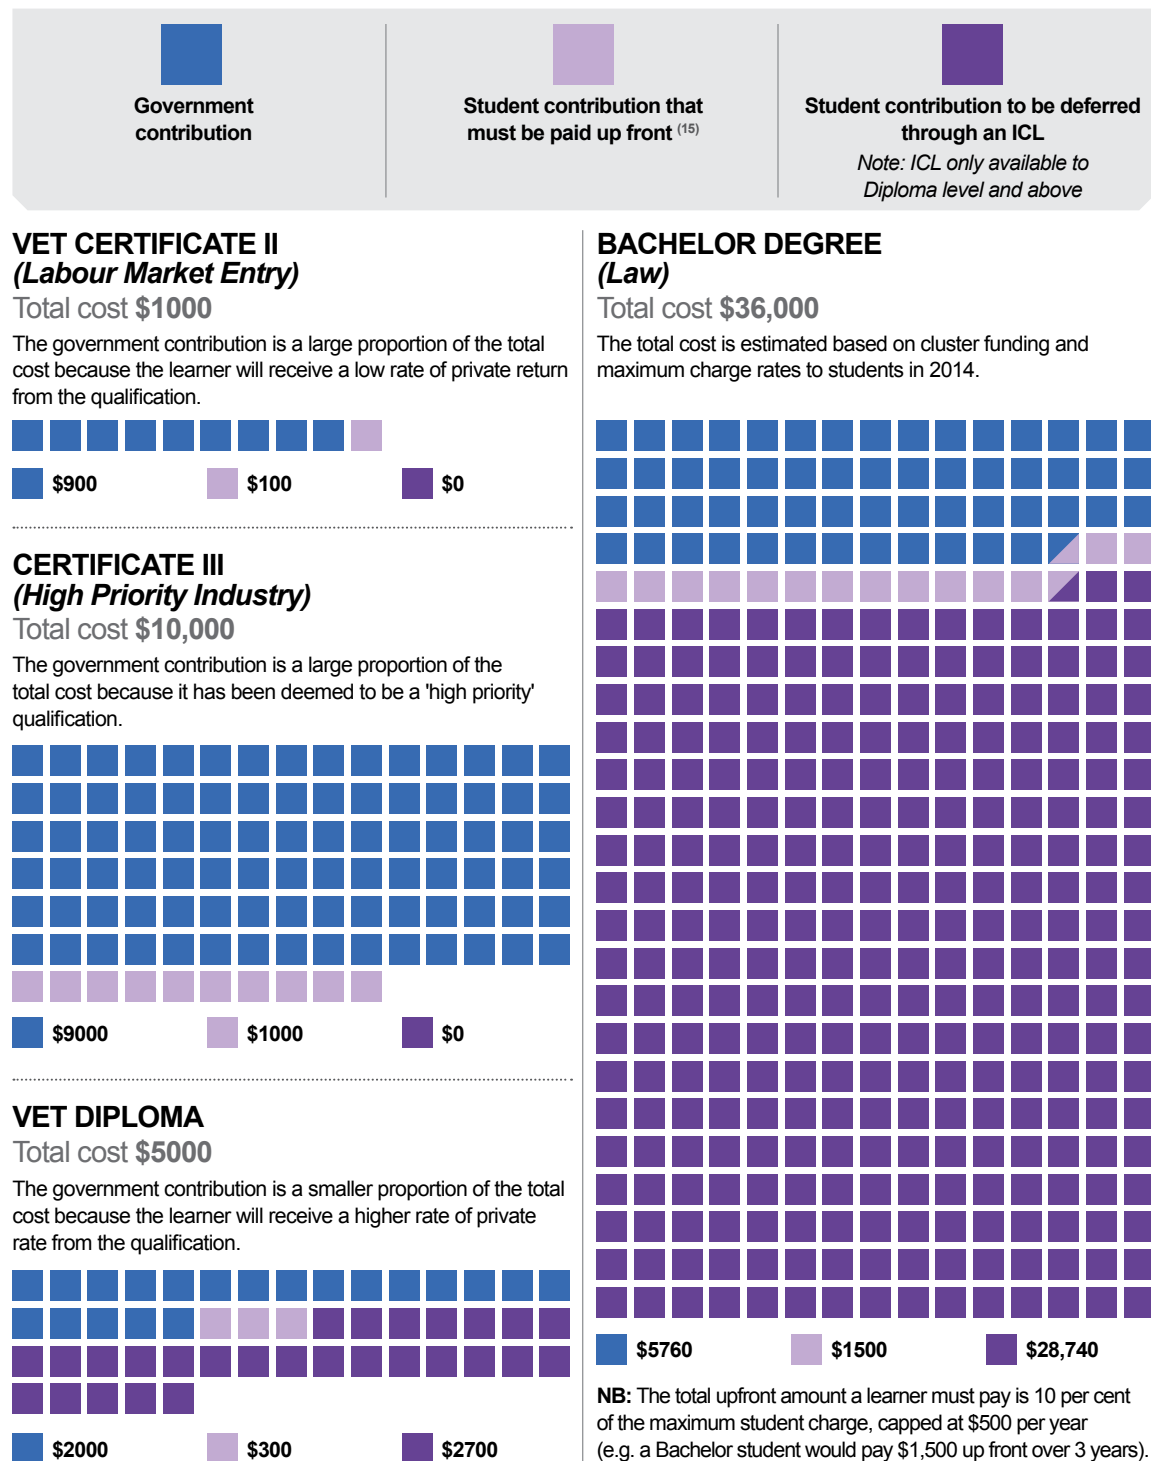 Government
contribution
Student contribution that
must be paid up front (15)
Student contribution to be deferred
through an ICL
Note: ICL only available to
Diploma level and above
VET CERTIFICATE II
(Labour Market Entry)
Total cost $1000
The government contribution is a large proportion of the total
cost because the learner will receive a low rate of private return
from the qualification.
$900 $100 $0
CERTIFICATE III
(High Priority Industry)
Total cost $10,000
The government contribution is a large proportion of the
total cost because it has been deemed to be a 'high priority'
qualification.
$9000 $1000 $0
VET DIPLOMA
Total cost $5000
The government contribution is a smaller proportion of the total
cost because the learner will receive a higher rate of private
rate from the qualification.
$2000 $300 $2700
BACHELOR DEGREE
(Law)
Total cost $36,000
The total cost is estimated based on cluster funding and
maximum charge rates to students in 2014.
$5760 $1500 $28,740
NB: The total upfront amount a learner must pay is 10 per cent
of the maximum student charge, capped at $500 per year
(e.g. a Bachelor student would pay $1,500 up front over 3 years).